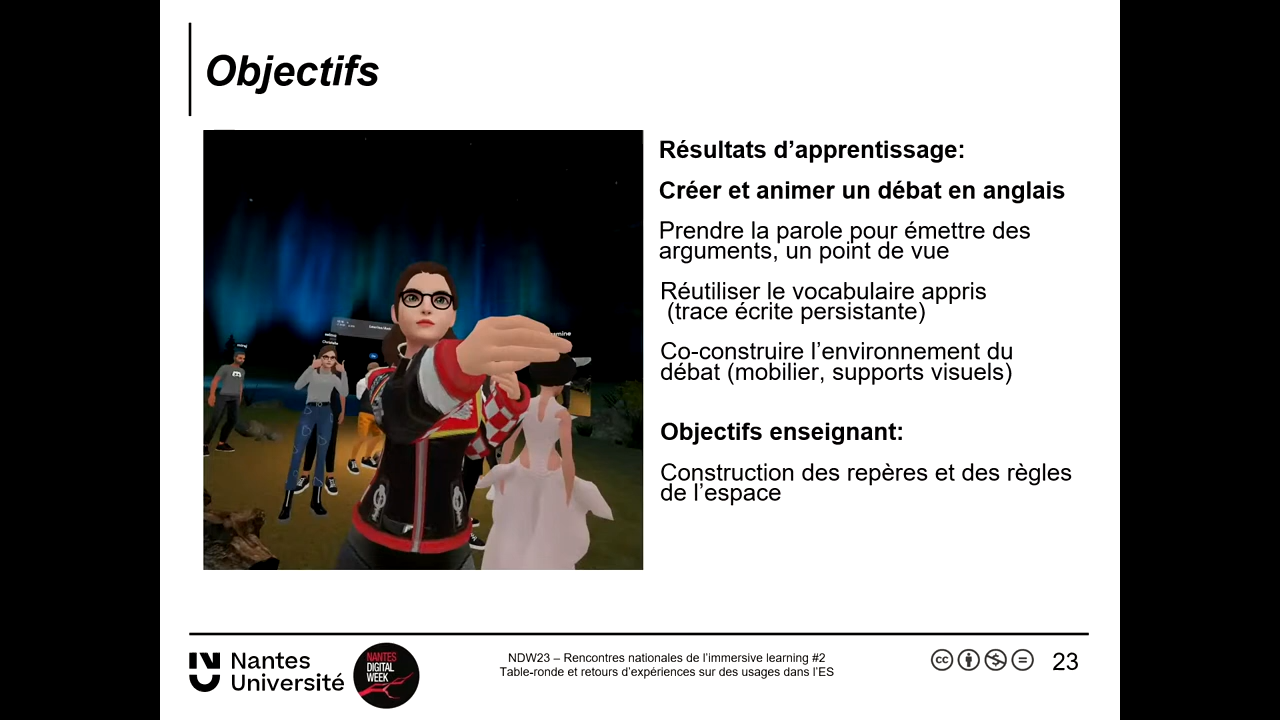 Objectifs
Résultats d’apprentissage:
Créer et animer un débat en anglais
Prendre la parole pour émettre des
arguments, un point de vue
Réutiliser le vocabulaire appris
(trace écrite persistante)
Co-construire l’environnement du
débat (mobilier, supports visuels)
Objectifs enseignant:
Construction des repères et des règles
de l’espace
Nantes
Université
NANTES
DIGITAL
WEEK
NDW23 – Rencontres nationales de l’immersive learning #2
Table-ronde et retours d’expériences sur des usages dans l’ES
cc
23